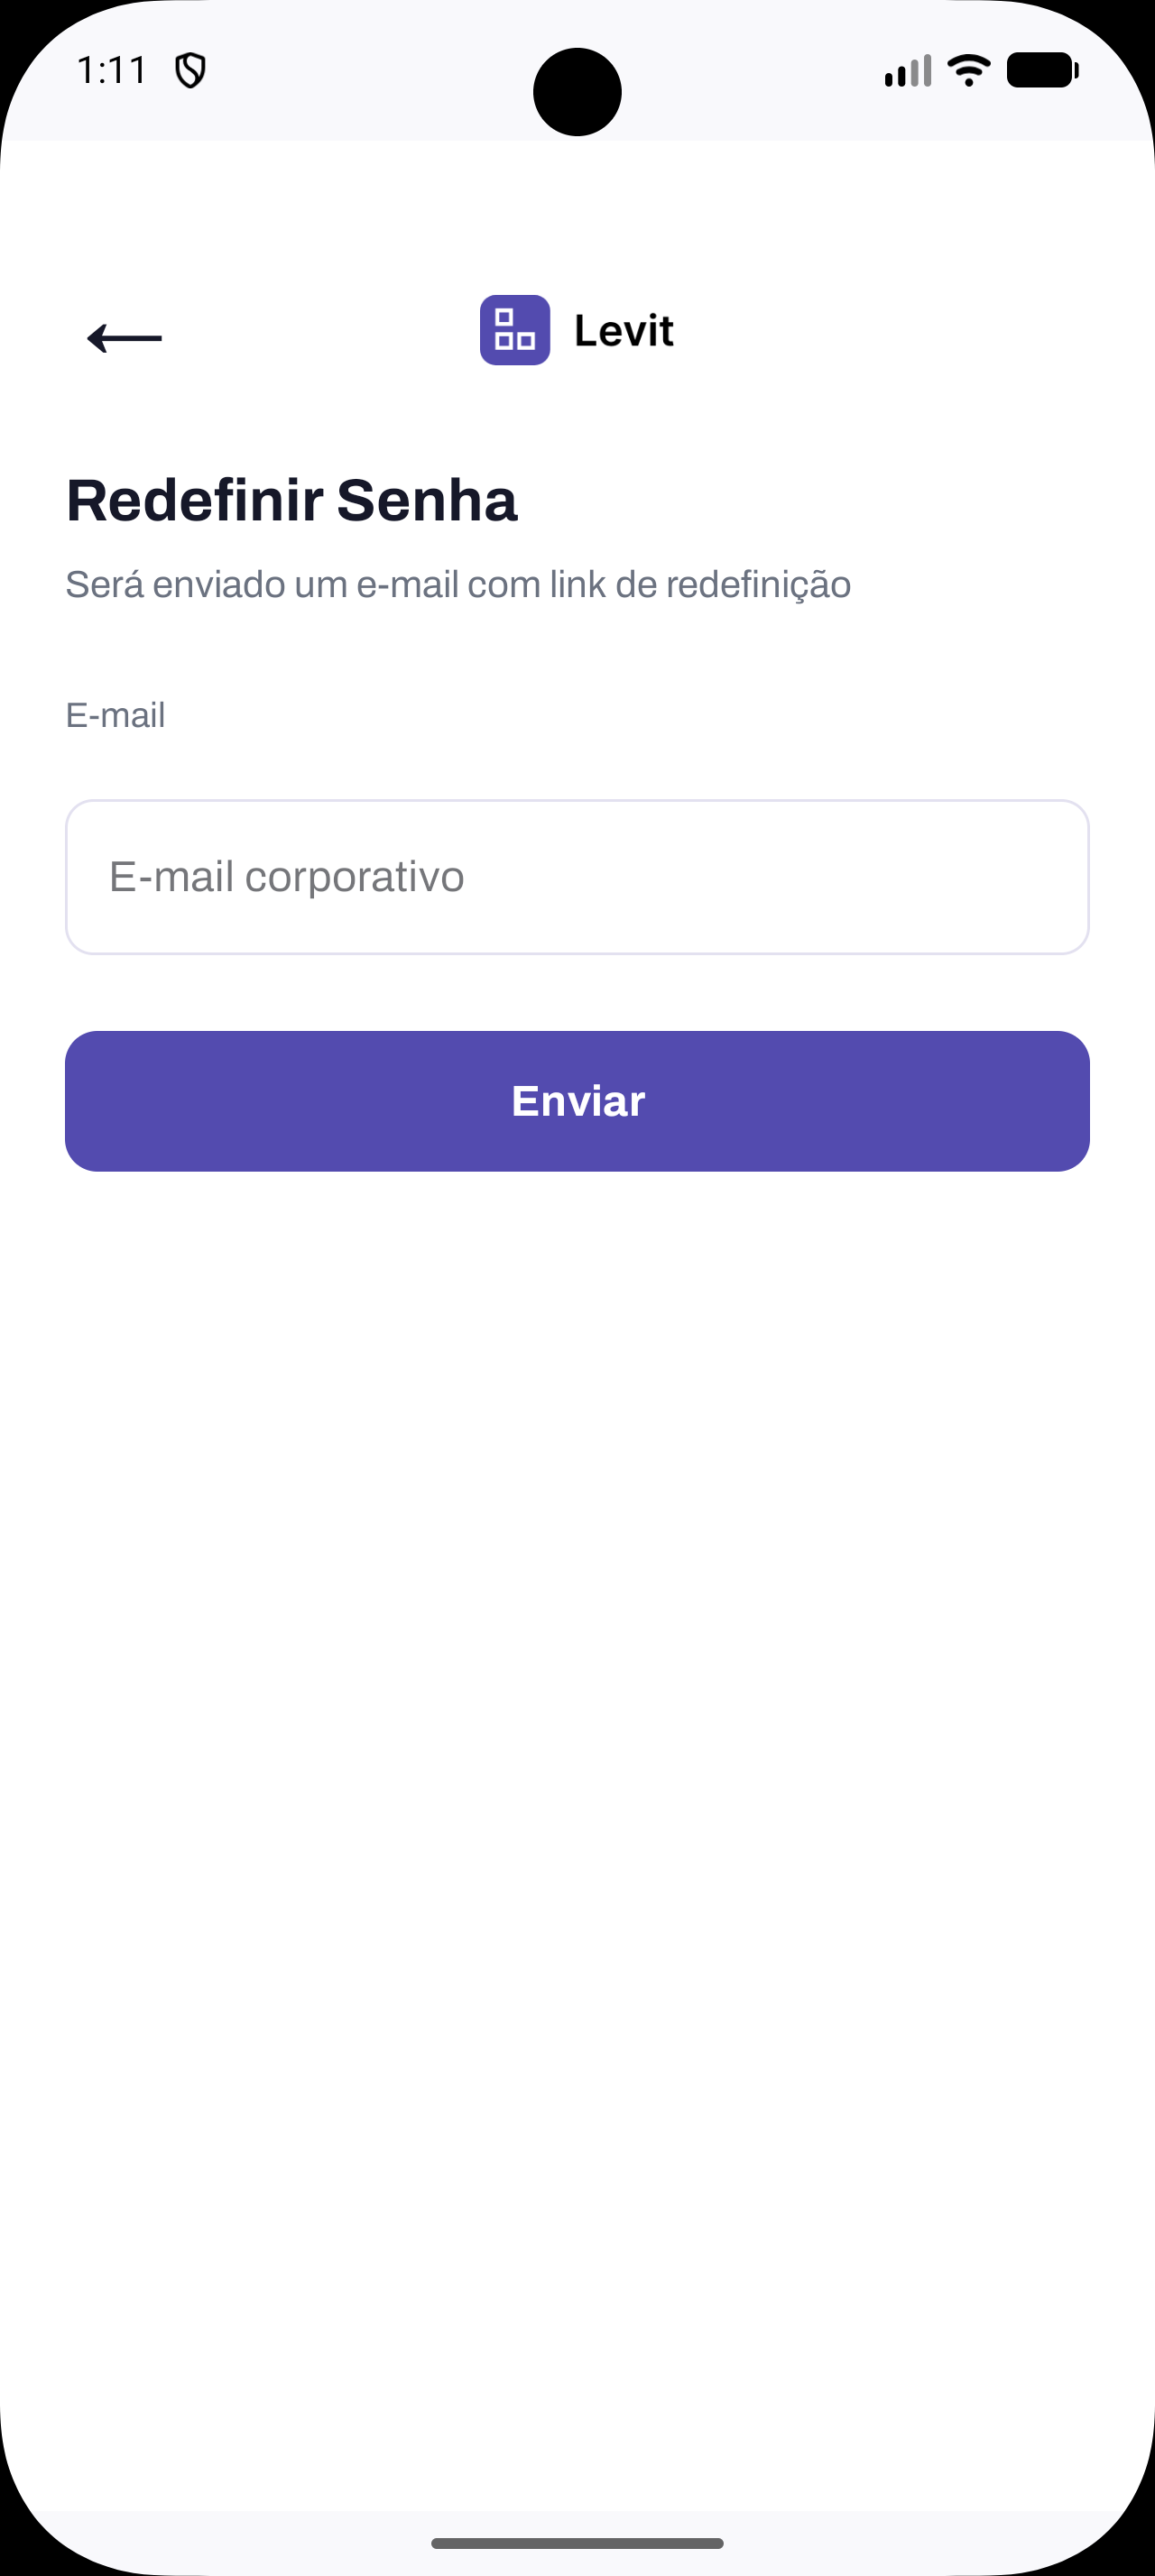 1:11
Levit
Redefinir Senha
Será enviado um e-mail com link de redefinição
E-mail
E-mail corporativo
Enviar